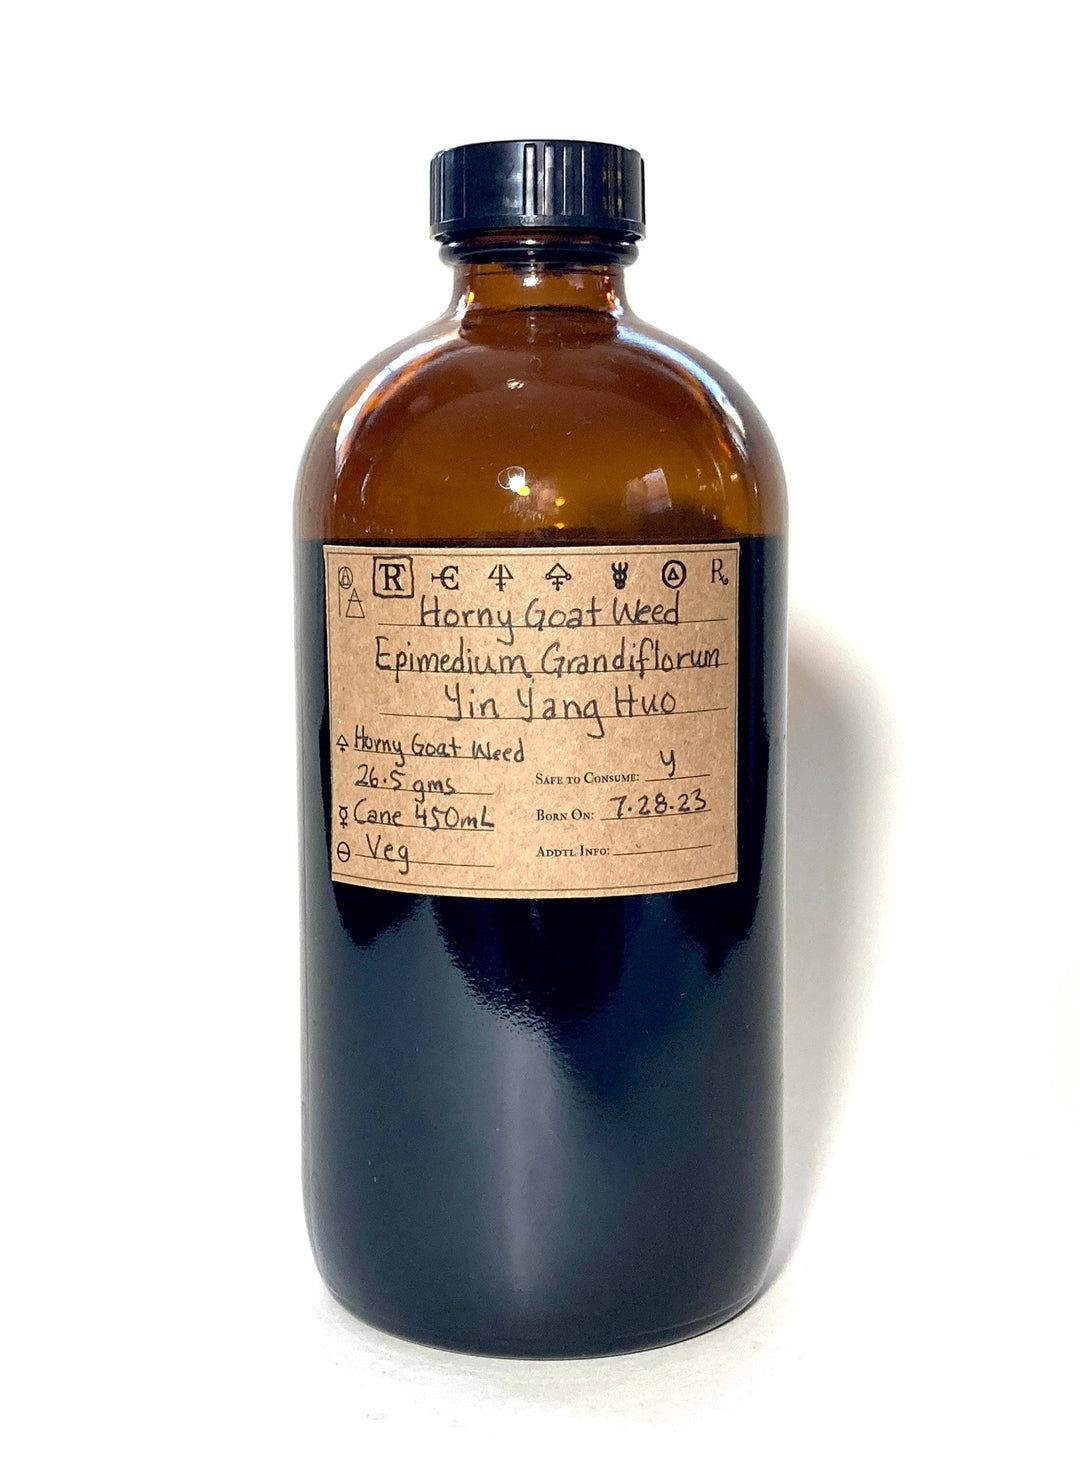 R
Horny Goat Weed
Epimedium Grandiflorum
Yin Yang Huo
Horny Goat Weed
26.5 gms
Cane 450mL
Veg
SAFE TO CONSUME: y
BORN ON: 7.28.23
ADDTL INFO: